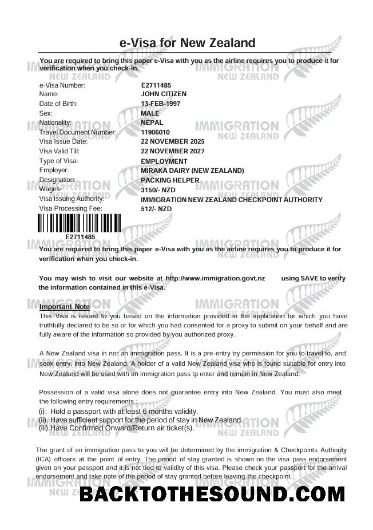 e-Visa for New Zealand
You are required to bring this paper e-Visa with you as the airline requires you to produce it for
verification when you check-in.
e-Visa Number: E2711485
Name: JOHN CITIZEN
Date of Birth: 13-FEB-1997
Sex: MALE
Nationality: NEPAL
Travel Document Number: 11906010
Visa Issue Date: 22 NOVEMBER 2025
Visa Valid Till: 22 NOVEMBER 2027
Type of Visa: EMPLOYMENT
Employer: MIRAKA DAIRY (NEW ZEALAND)
Designation: PACKING HELPER
Wages: 3150/- NZD
Visa Issuing Authority: IMMIGRATION NEW ZEALAND CHECKPOINT AUTHORITY
Visa Processing Fee: 512/- NZD
E2711485
You are required to bring this paper e-Visa with you as the airline requires you to produce it for
verification when you check-in.
You may wish to visit our website at http://www.immigration.govt.nz using SAVE to verify
the information contained in this e-Visa.
Important Note
This Visa is issued to you based on the information provided in the application for which you have
truthfully declared to be so or for which you had consented for a proxy to submit on your behalf and are
fully aware of the information so provided by you authorized proxy.
A New Zealand visa in not an immigration pass. It is a pre-entry try permission for you to travel to, and
seek entry, into New Zealand. A holder of a valid New Zealand visa who is found suitable for entry into
New Zealand will be used with an immigration pass tp enter and remain in New Zealand.
Possession of a valid visa alone does not guarantee entry into New Zealand. You must also meet
the following entry requirements :
(i). Hold a passport with at least 6 months validity.
(ii). Have sufficient support for the period of stay in New Zealand.
(iii) Have Confirmed Onward/Return air ticket(s).
The grant of an immigration pass to you will be determined by the immigration & Checkpoints Authority
(ICA) officers at the point of entry. The period of stay granted is shown on the visa pass endorsement
given on your passport and it is not tied to validity of this visa. Please check your passport for the arrival
endorsement and take note of the period of stay granted before leaving the checkpoint.
IMMIGRATION
NEW ZEALAND
BACKTOTHESOUND.COM